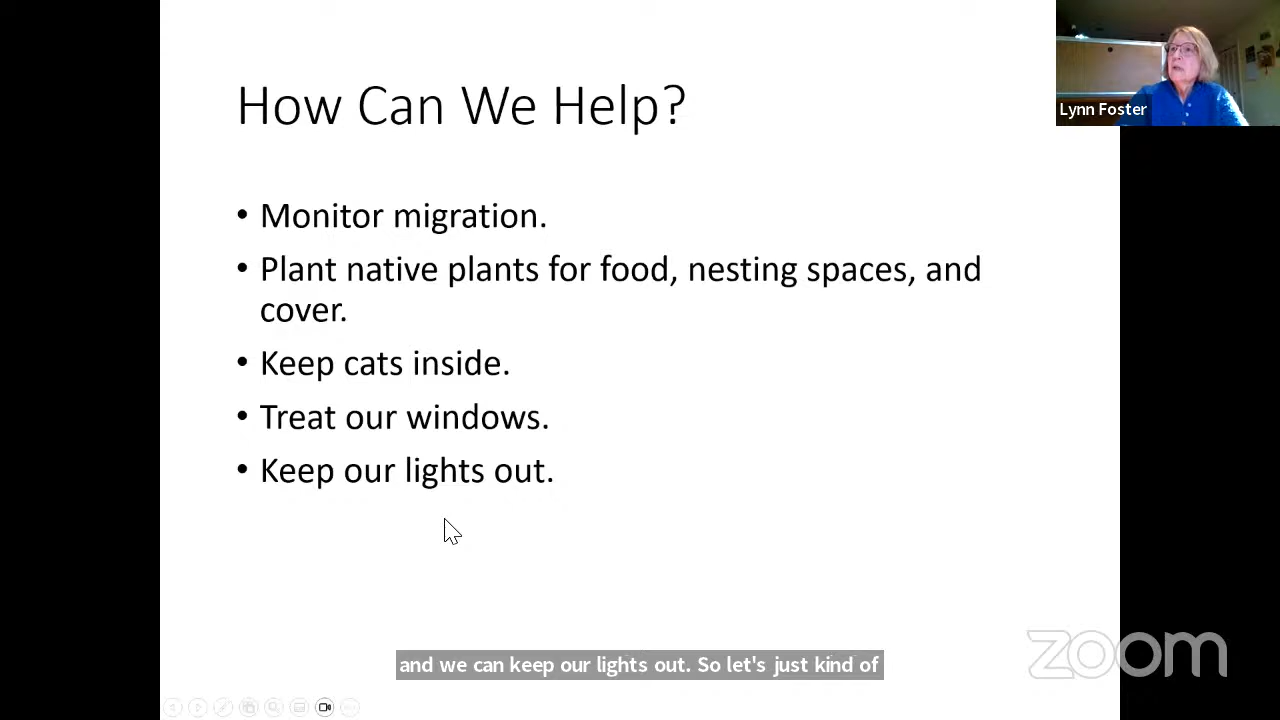 How Can We Help?
Lynn Foster
• Monitor migration.
• Plant native plants for food, nesting spaces, and
cover.
• Keep cats inside.
• Treat our windows.
• Keep our lights out.
zoom
and we can keep our lights out. So let's just kind of